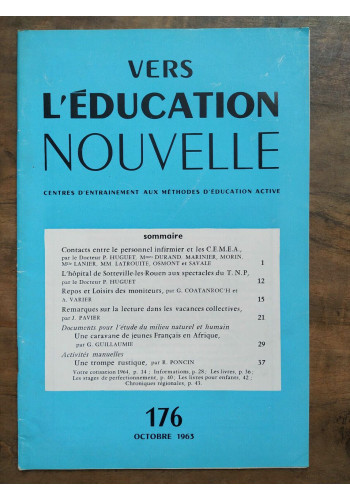 VERS
L'ÉDUCATION
NOUVELLE
CENTRES D'ENTRAINEMENT AUX MÉTHODES D'ÉDUCATION ACTIVE
sommaire
Contacts entre le personnel infirmier et les C.E.M.E.A.,
par le Docteur P. HUGUET, Mmes DURAND, MARINIER, MORIN,
Mlle LANIER, MM. LATROUITE, OSMONT et SAVALE 1
L'hôpital de Sotteville-les-Rouen aux spectacles du T.N.P,
par le Docteur P. HUGUET 12
Repos et Loisirs des moniteurs, par G. COATANROC'H et
A. VARIER 15
Remarques sur la lecture dans les vacances collectives,
par J. PAVIER 21
Documents pour l'étude du milieu naturel et humain
Une caravane de jeunes Français en Afrique,
par G. GUILLAUMIE 29
Activités manuelles
Une trompe rustique, par R. PONCIN 37
Votre cotisation 1964, p. 14 ; Informations, p. 28 ; Les livres, p. 36 ;
Les stages de perfectionnement, p. 40 ; Les livres pour enfants, 42 ;
Chroniques régionales, p. 45.
176
OCTOBRE 1963